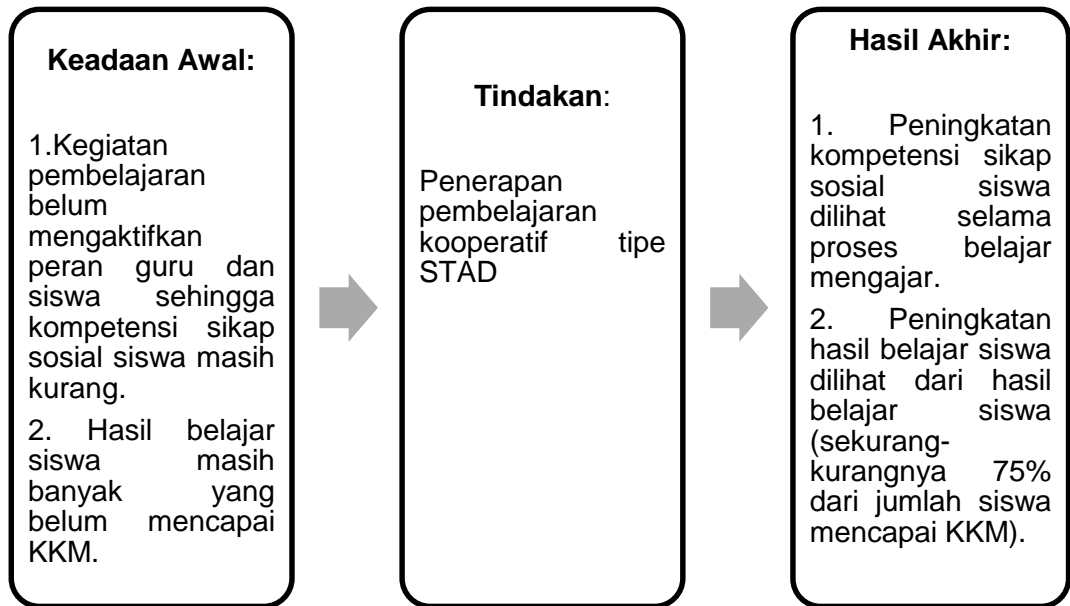 Keadaan Awal:
1.Kegiatan
pembelajaran
belum
mengaktifkan
peran guru dan
siswa sehingga
kompetensi sikap
sosial siswa masih
kurang.
2. Hasil belajar
siswa masih
banyak yang
belum mencapai
KKM.
Tindakan:
Penerapan
pembelajaran
kooperatif tipe
STAD
Hasil Akhir:
1. Peningkatan
kompetensi sikap
sosial siswa
dilihat selama
proses belajar
mengajar.
2. Peningkatan
hasil belajar siswa
dilihat dari hasil
belajar siswa
(sekurang-
kurangnya 75%
dari jumlah siswa
mencapai KKM).